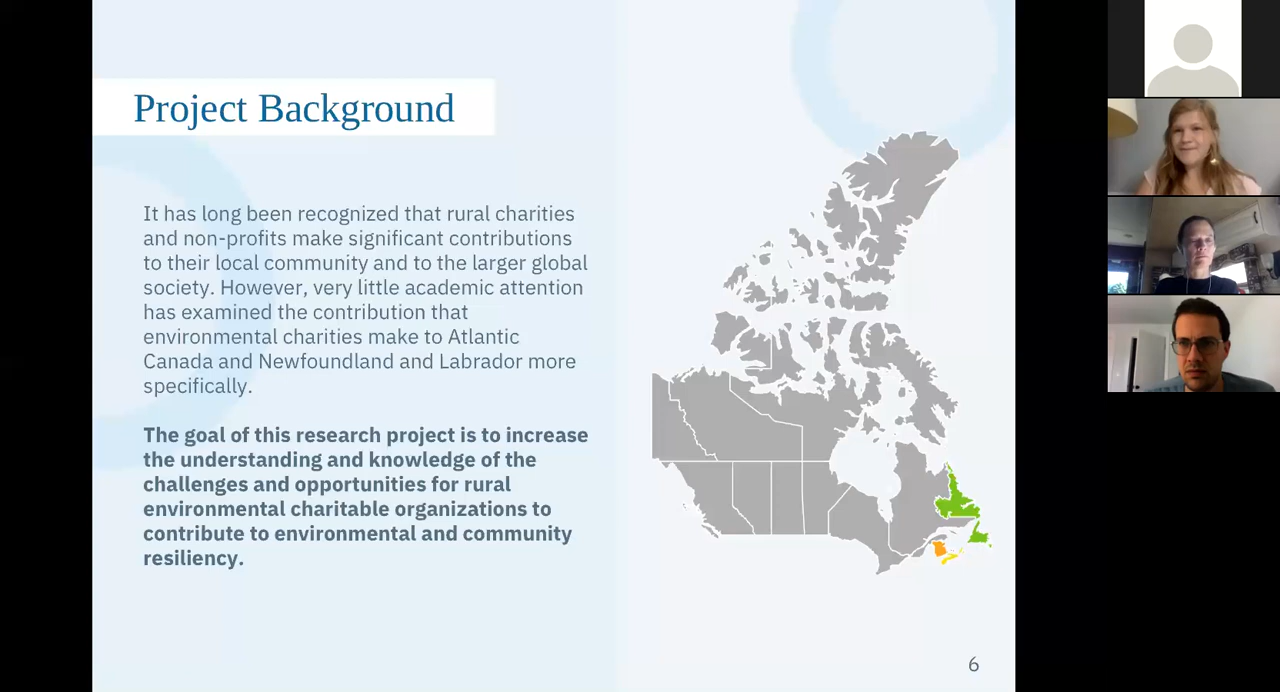 Project Background
It has long been recognized that rural charities
and non-profits make significant contributions
to their local community and to the larger global
society. However, very little academic attention
has examined the contribution that
environmental charities make to Atlantic
Canada and Newfoundland and Labrador more
specifically.
The goal of this research project is to increase
the understanding and knowledge of the
challenges and opportunities for rural
environmental charitable organizations to
contribute to environmental and community
resiliency.
6